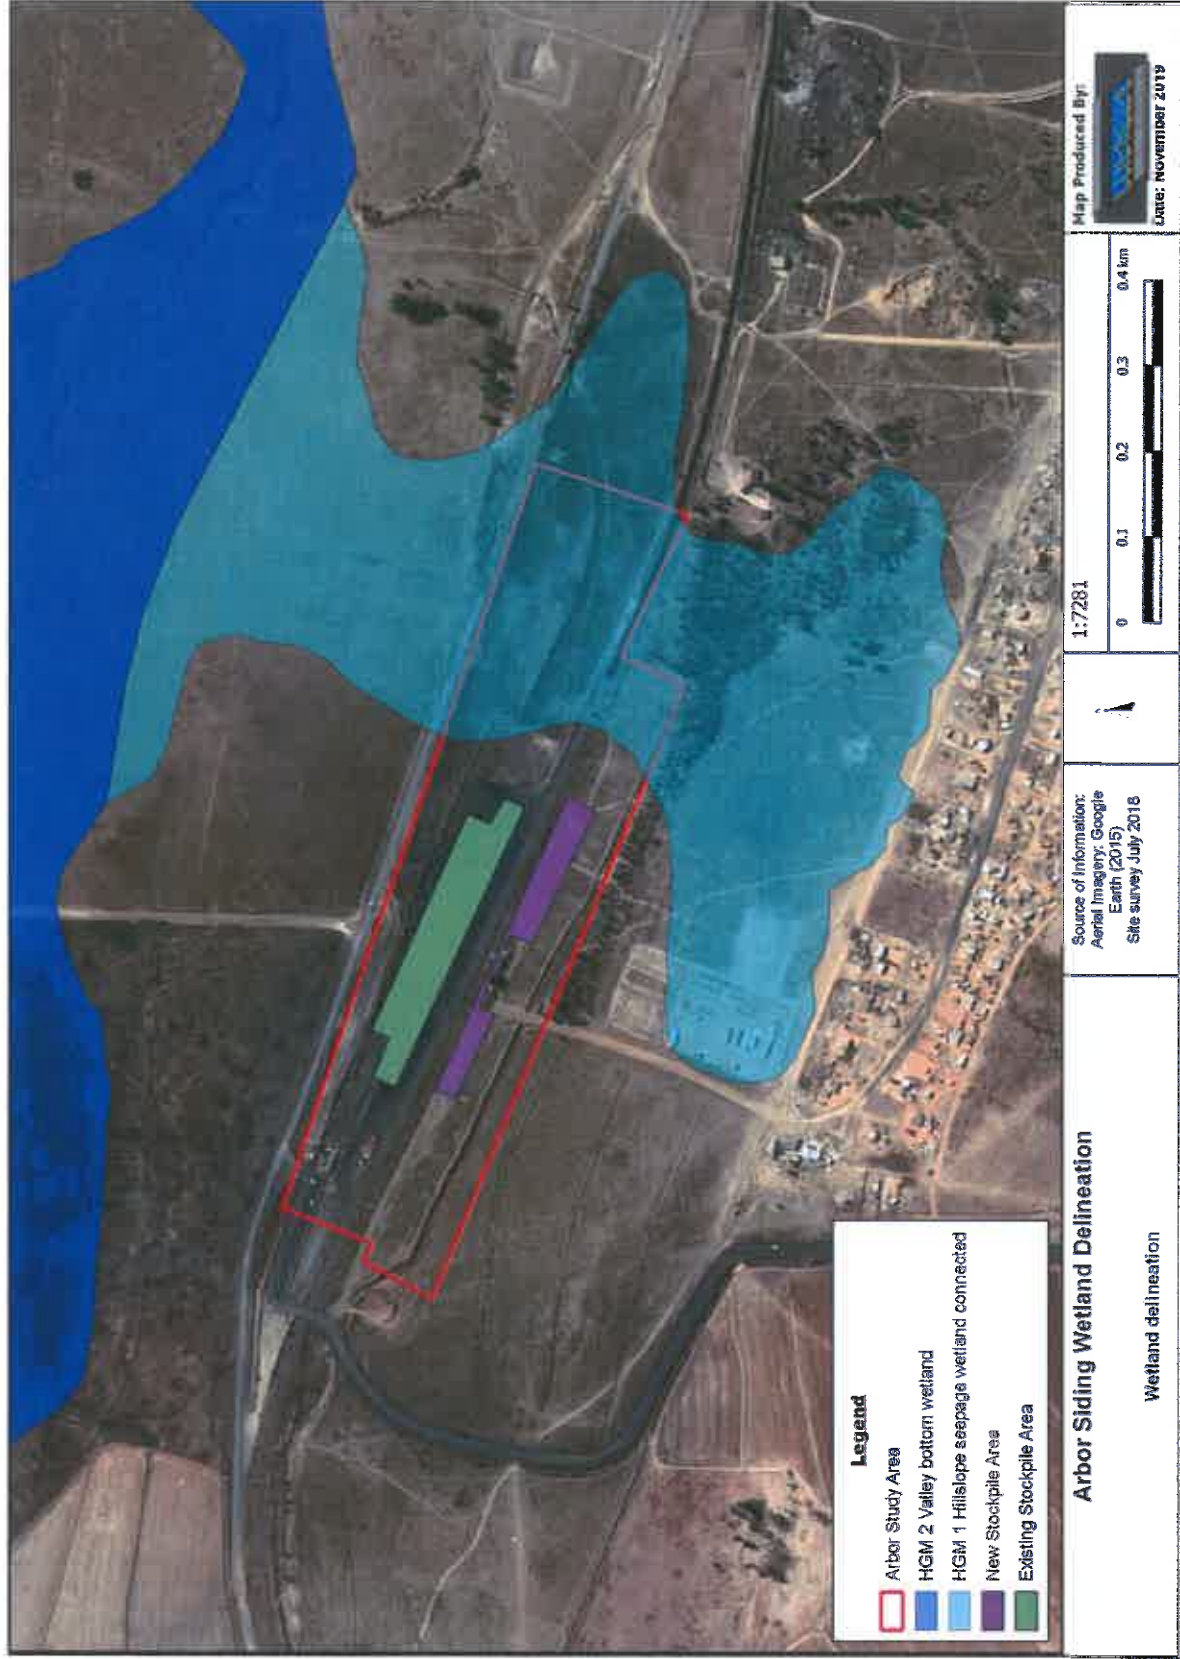 Legend
Arbor Study Area
HGM 2 Valley bottom wetland
HGM 1 Hillslope seepage wetland connected
New Stockpile Area
Existing Stockpile Area
Arbor Siding Wetland Delineation
Wetland delineation
Source of Information:
Aerial Imagery: Google
Earth (2015)
Site survey July 2018
1:7281
0 0.1 0.2 0.3 0.4 km
Map Produced By:
Date: November 2019